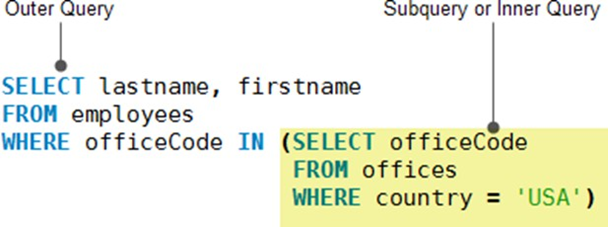 Outer Query Subquery or Inner Query
SELECT lastname, firstname
FROM employees
WHERE officeCode IN (SELECT officeCode
FROM offices
WHERE country = 'USA')